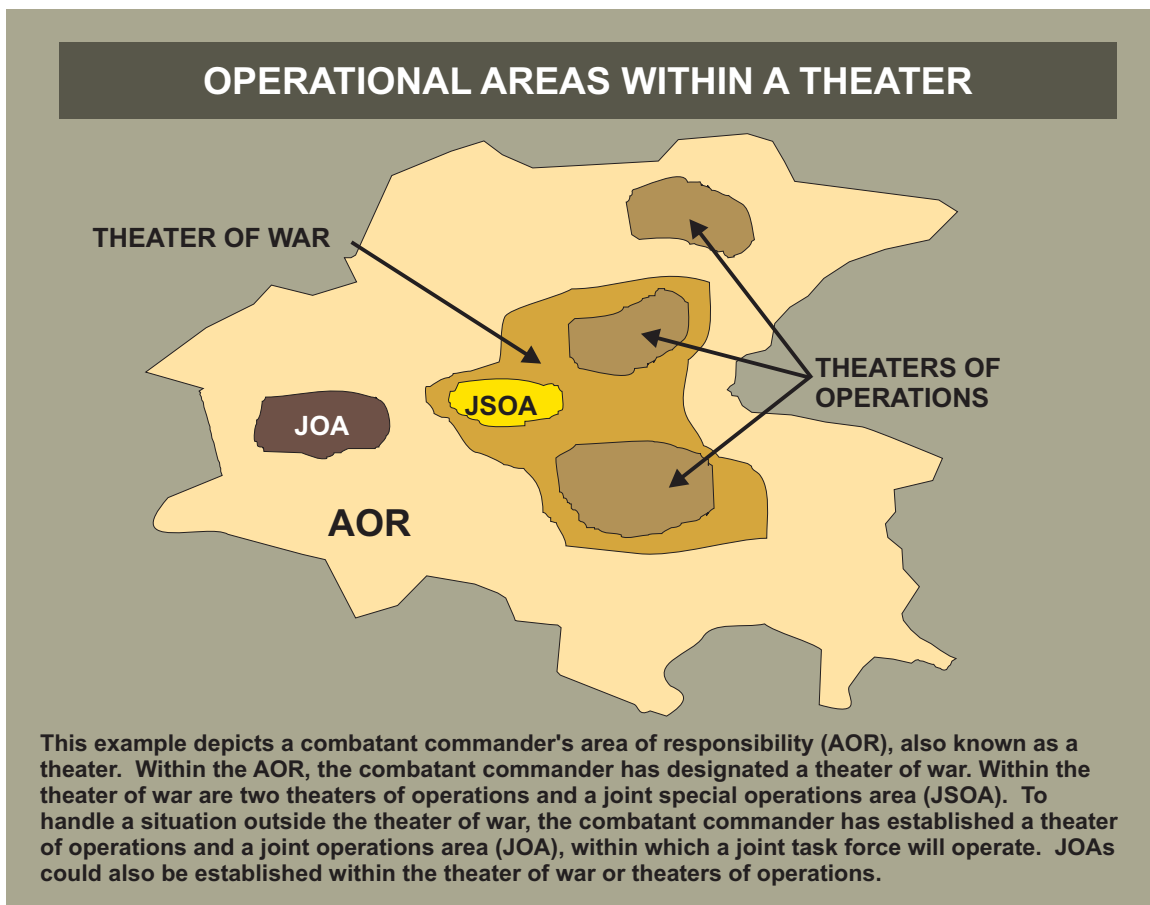 OPERATIONAL AREAS WITHIN A THEATER
THEATER OF WAR
THEATERS OF
OPERATIONS
JSOA
JOA
AOR
This example depicts a combatant commander's area of responsibility (AOR), also known as a
theater.  Within the AOR, the combatant commander has designated a theater of war. Within the
theater of war are two theaters of operations and a joint special operations area (JSOA).  To
handle a situation outside the theater of war, the combatant commander has established a theater
of operations and a joint operations area (JOA), within which a joint task force will operate.  JOAs
could also be established within the theater of war or theaters of operations.